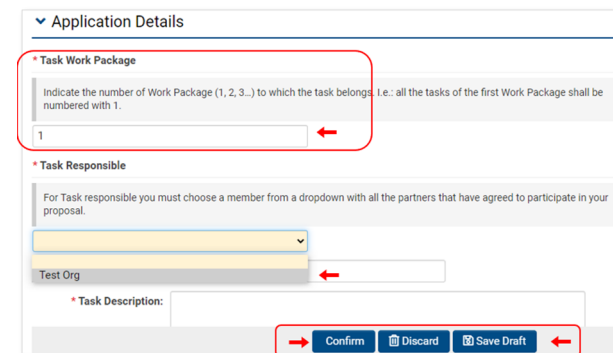 Application Details
* Task Work Package
Indicate the number of Work Package (1, 2, 3...) to which the task belongs. I.e.: all the tasks of the first Work Package shall be
numbered with 1.
1
* Task Responsible
For Task responsible you must choose a member from a dropdown with all the partners that have agreed to participate in your
proposal.
Test Org
* Task Description:
Confirm Discard Save Draft